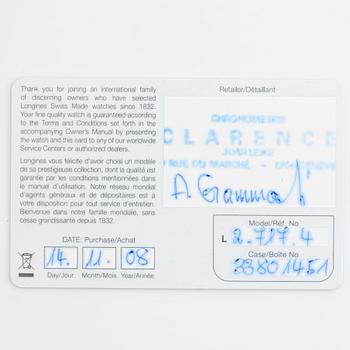 Thank you for joining an international family
of discerning owners who have selected
Longines Swiss Made watches since 1832.
Your fine quality watch is guaranteed according
to the Terms and Conditions set forth in the
accompanying Owner's Manual by presenting
the watch and this card to any of our worldwide
Service Centers or authorized dealers.
Longines vous félicite d'avoir choisi un modèle
de sa prestigieuse collection, dont la qualité est
garantie par les conditions mentionnées dans
le manuel d'utilisation. Notre réseau mondial
d'agents généraux et dépositaires est à
votre disposition pour tout service d'entretien.
Bienvenue dans notre famille mondiale, sans
cesse grandissante depuis 1832.
DATE: Purchase/Achat
14. 11. 08
Day/Jour Month/Mois Year/Année
Retailer/Détaillant
CLARENCE
RUE DU MARCHÉ
Model/Réf. No
L 2.717.4
Case/Boîte No
33801451